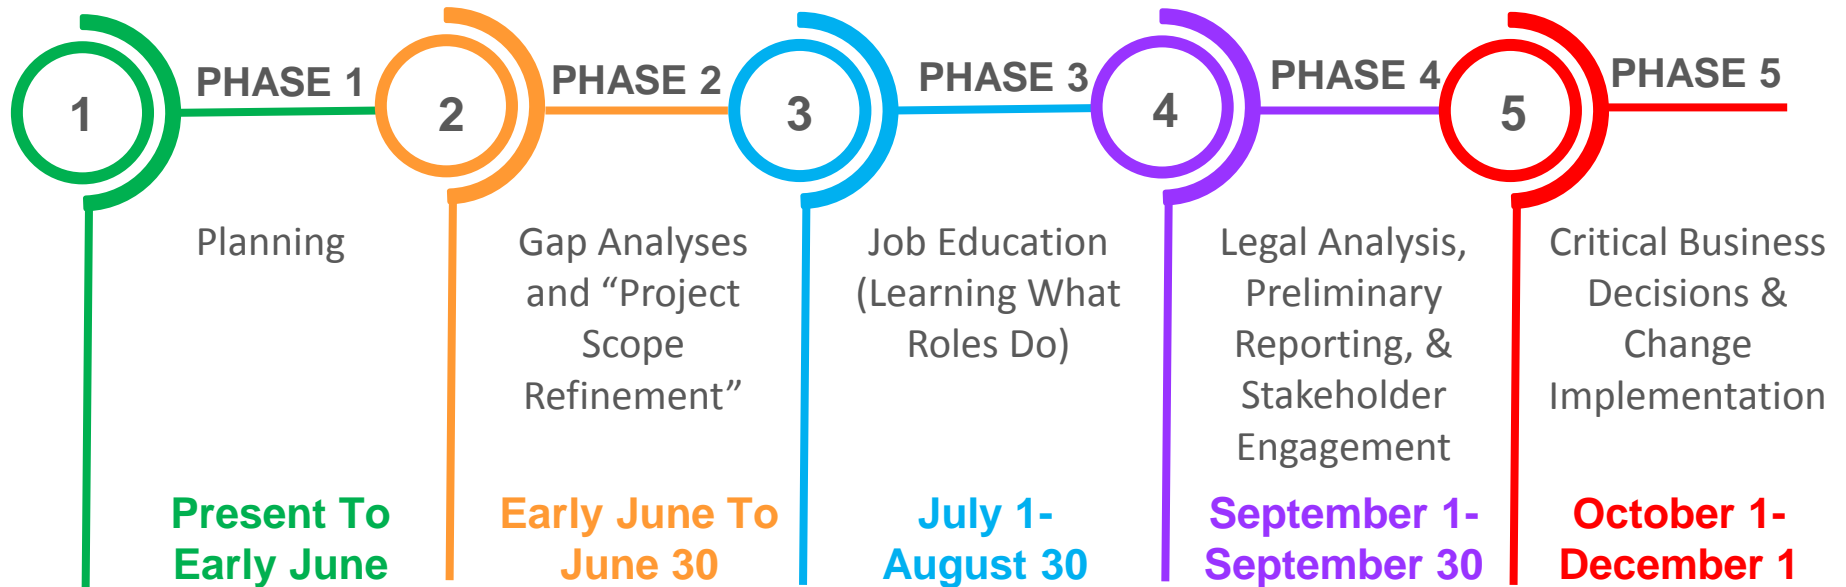 1
PHASE 1
Planning
Present To
Early June
2
PHASE 2
Gap Analyses
and “Project
Scope
Refinement”
Early June To
June 30
3
PHASE 3
Job Education
(Learning What
Roles Do)
July 1-
August 30
4
PHASE 4
Legal Analysis,
Preliminary
Reporting, &
Stakeholder
Engagement
September 1-
September 30
5
PHASE 5
Critical Business
Decisions &
Change
Implementation
October 1-
December 1